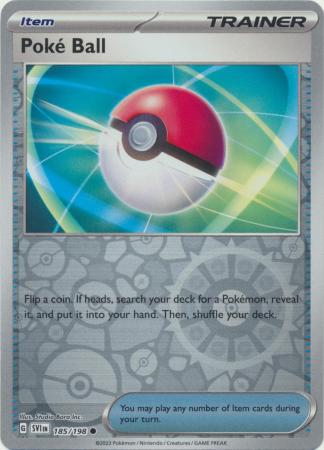 Item
TRAINER
Poké Ball
Flip a coin. If heads, search your deck for a Pokémon, reveal
it, and put it into your hand. Then, shuffle your deck.
Illus. Studio Bora Inc.
G SVI EN 185/198
You may play any number of Item cards during
your turn.
©2023 Pokémon / Nintendo / Creatures / GAME FREAK